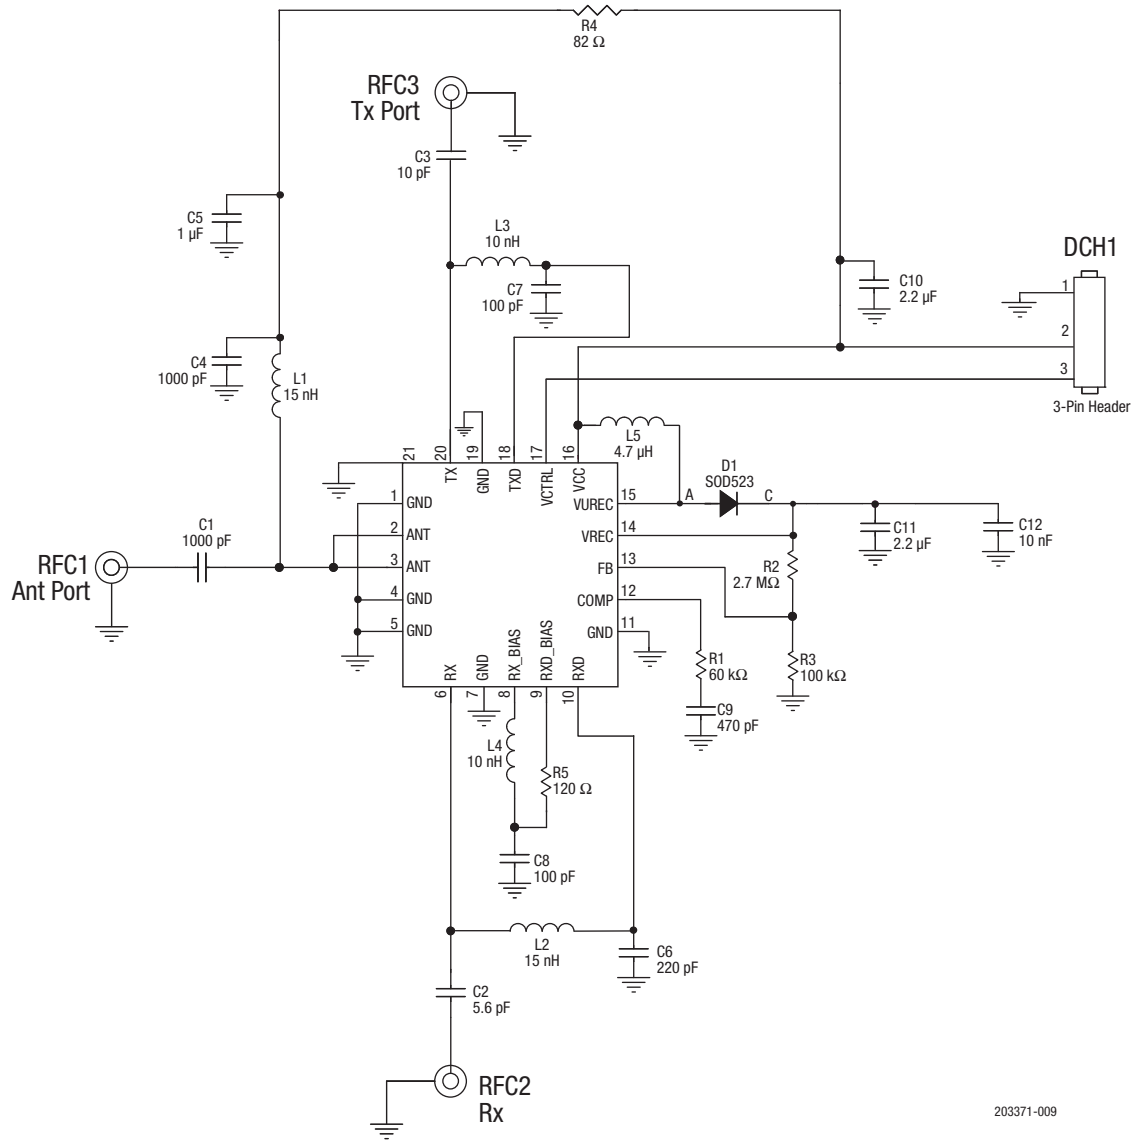 R4
82 Ω
RFC3
Tx Port
C3
10 pF
C5
1 µF
L3
10 nH
C7
100 pF
C10
2.2 µF
DCH1
1
2
3
3-Pin Header
C4
1000 pF
L1
15 nH
L5
4.7 µH
21
20
19
18
17
16
TX
GND
TXD
VCTRL
VCC
D1
SOD523
A
C
1
GND
VUREC
15
2
ANT
VREC
14
3
ANT
FB
13
4
GND
COMP
12
5
GND
GND
11
C1
1000 pF
RFC1
Ant Port
C11
2.2 µF
C12
10 nF
R2
2.7 MΩ
R3
100 kΩ
R1
60 kΩ
C9
470 pF
RX
GND
RX_BIAS
RXD_BIAS
RXD
6
7
8
9
10
L4
10 nH
R5
120 Ω
C8
100 pF
L2
15 nH
C6
220 pF
C2
5.6 pF
RFC2
Rx
203371-009